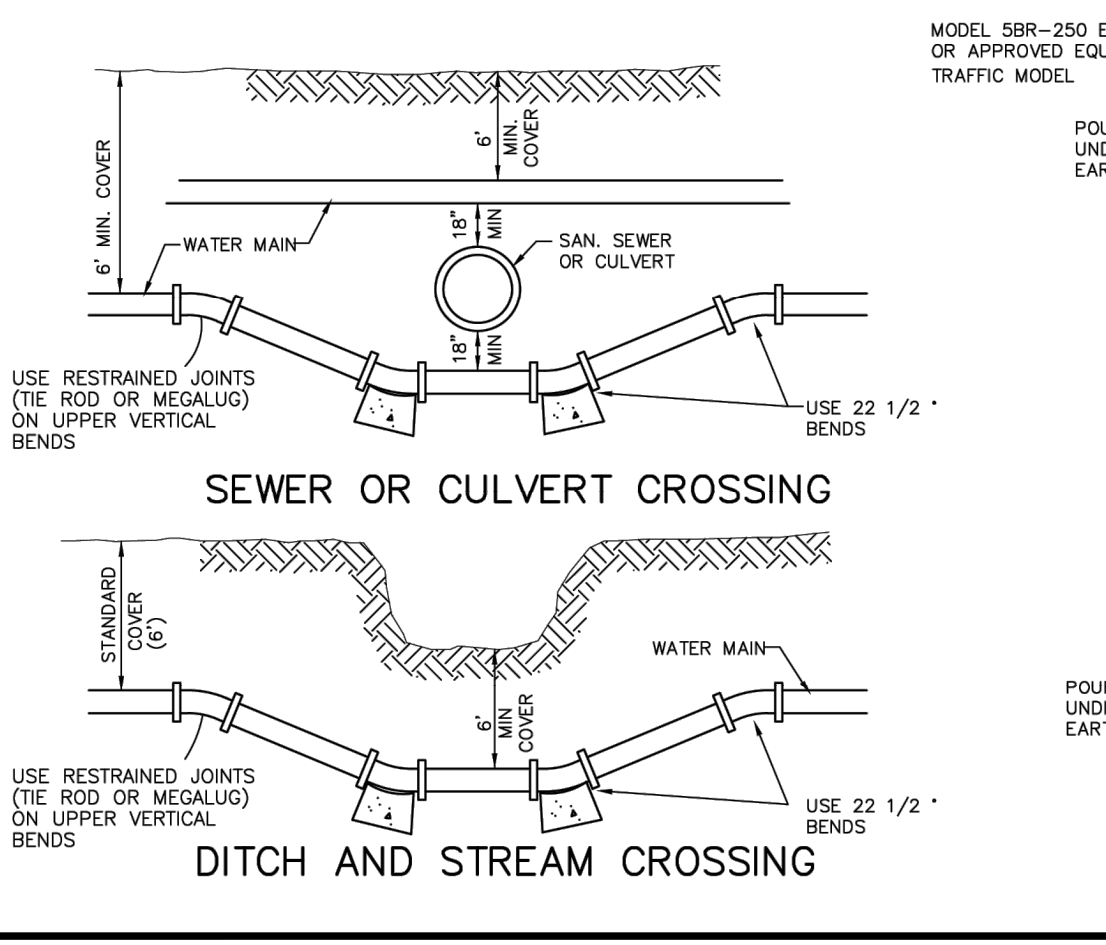 MODEL 5BR-250 E
OR APPROVED EQU
TRAFFIC MODEL
POU
UND
EAR
6' MIN. COVER
6'
MIN.
COVER
WATER MAIN
18"
MIN
SAN. SEWER
OR CULVERT
18"
MIN
USE RESTRAINED JOINTS
(TIE ROD OR MEGALUG)
ON UPPER VERTICAL
BENDS
USE 22 1/2 °
BENDS
SEWER OR CULVERT CROSSING
STANDARD
COVER
(6')
WATER MAIN
6'
MIN
COVER
POUR
UNDI
EART
USE RESTRAINED JOINTS
(TIE ROD OR MEGALUG)
ON UPPER VERTICAL
BENDS
USE 22 1/2 °
BENDS
DITCH AND STREAM CROSSING